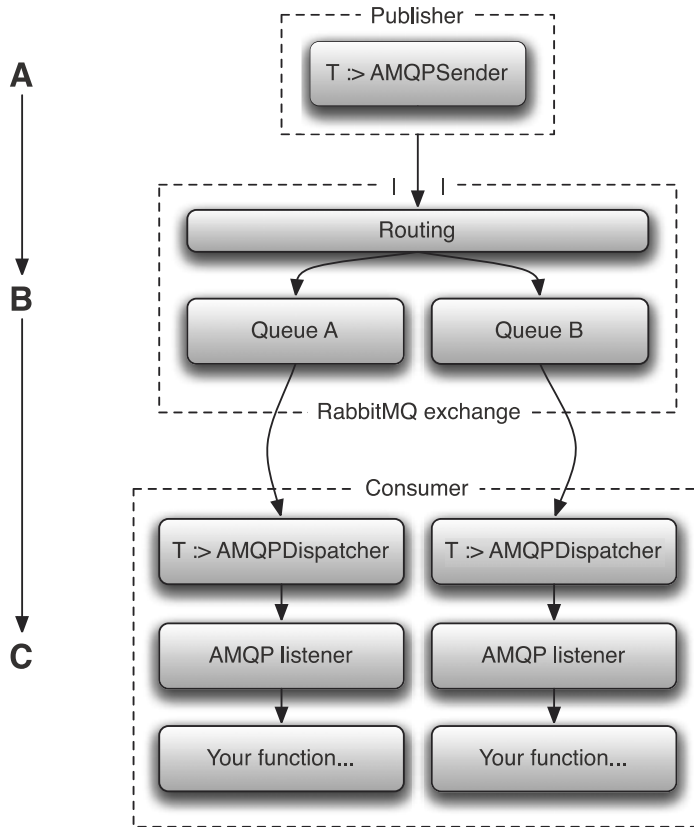 Publisher
A
T :> AMQPSender
Routing
B
Queue A
Queue B
RabbitMQ exchange
Consumer
T :> AMQPDispatcher
T :> AMQPDispatcher
C
AMQP listener
AMQP listener
Your function...
Your function...